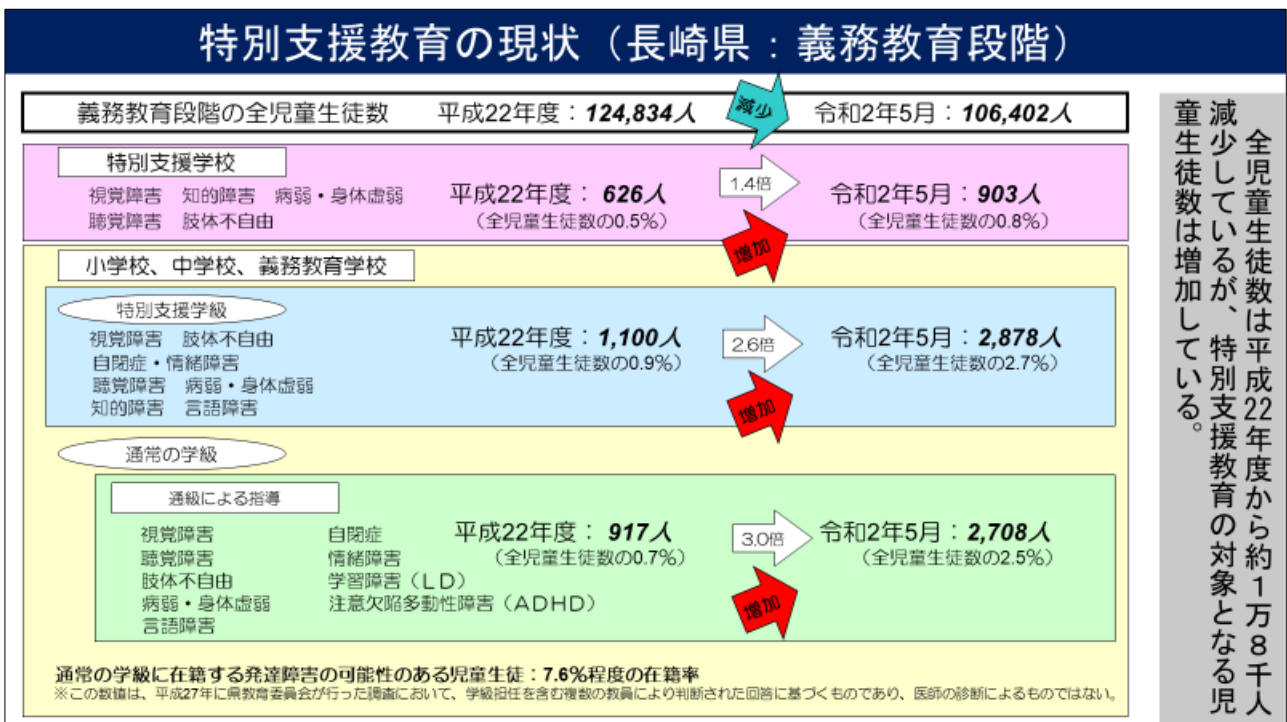 特別支援教育の現状（長崎県：義務教育段階）
義務教育段階の全児童生徒数 平成22年度：124,834人 減少 令和2年5月：106,402人
特別支援学校
視覚障害 知的障害 病弱・身体虚弱
聴覚障害 肢体不自由
平成22年度：626人
（全児童生徒数の0.5%）
1.4倍
増加
令和2年5月：903人
（全児童生徒数の0.8%）
小学校、中学校、義務教育学校
特別支援学級
視覚障害 肢体不自由
自閉症・情緒障害
聴覚障害 病弱・身体虚弱
知的障害 言語障害
平成22年度：1,100人
（全児童生徒数の0.9%）
2.6倍
増加
令和2年5月：2,878人
（全児童生徒数の2.7%）
通常の学級
通級による指導
視覚障害 自閉症
聴覚障害 情緒障害
肢体不自由 学習障害（ＬＤ）
病弱・身体虚弱 注意欠陥多動性障害（ADHD）
言語障害
平成22年度：917人
（全児童生徒数の0.7%）
3.0倍
増加
令和2年5月：2,708人
（全児童生徒数の2.5%）
通常の学級に在籍する発達障害の可能性のある児童生徒：7.6%程度の在籍率
※この数値は、平成27年に県教育委員会が行った調査において、学級担任を含む複数の教員により判断された回答に基づくものであり、医師の診断によるものではない。
全児童生徒数は平成22年度から約１万８千人
減少しているが、特別支援教育の対象となる児
童生徒数は増加している。